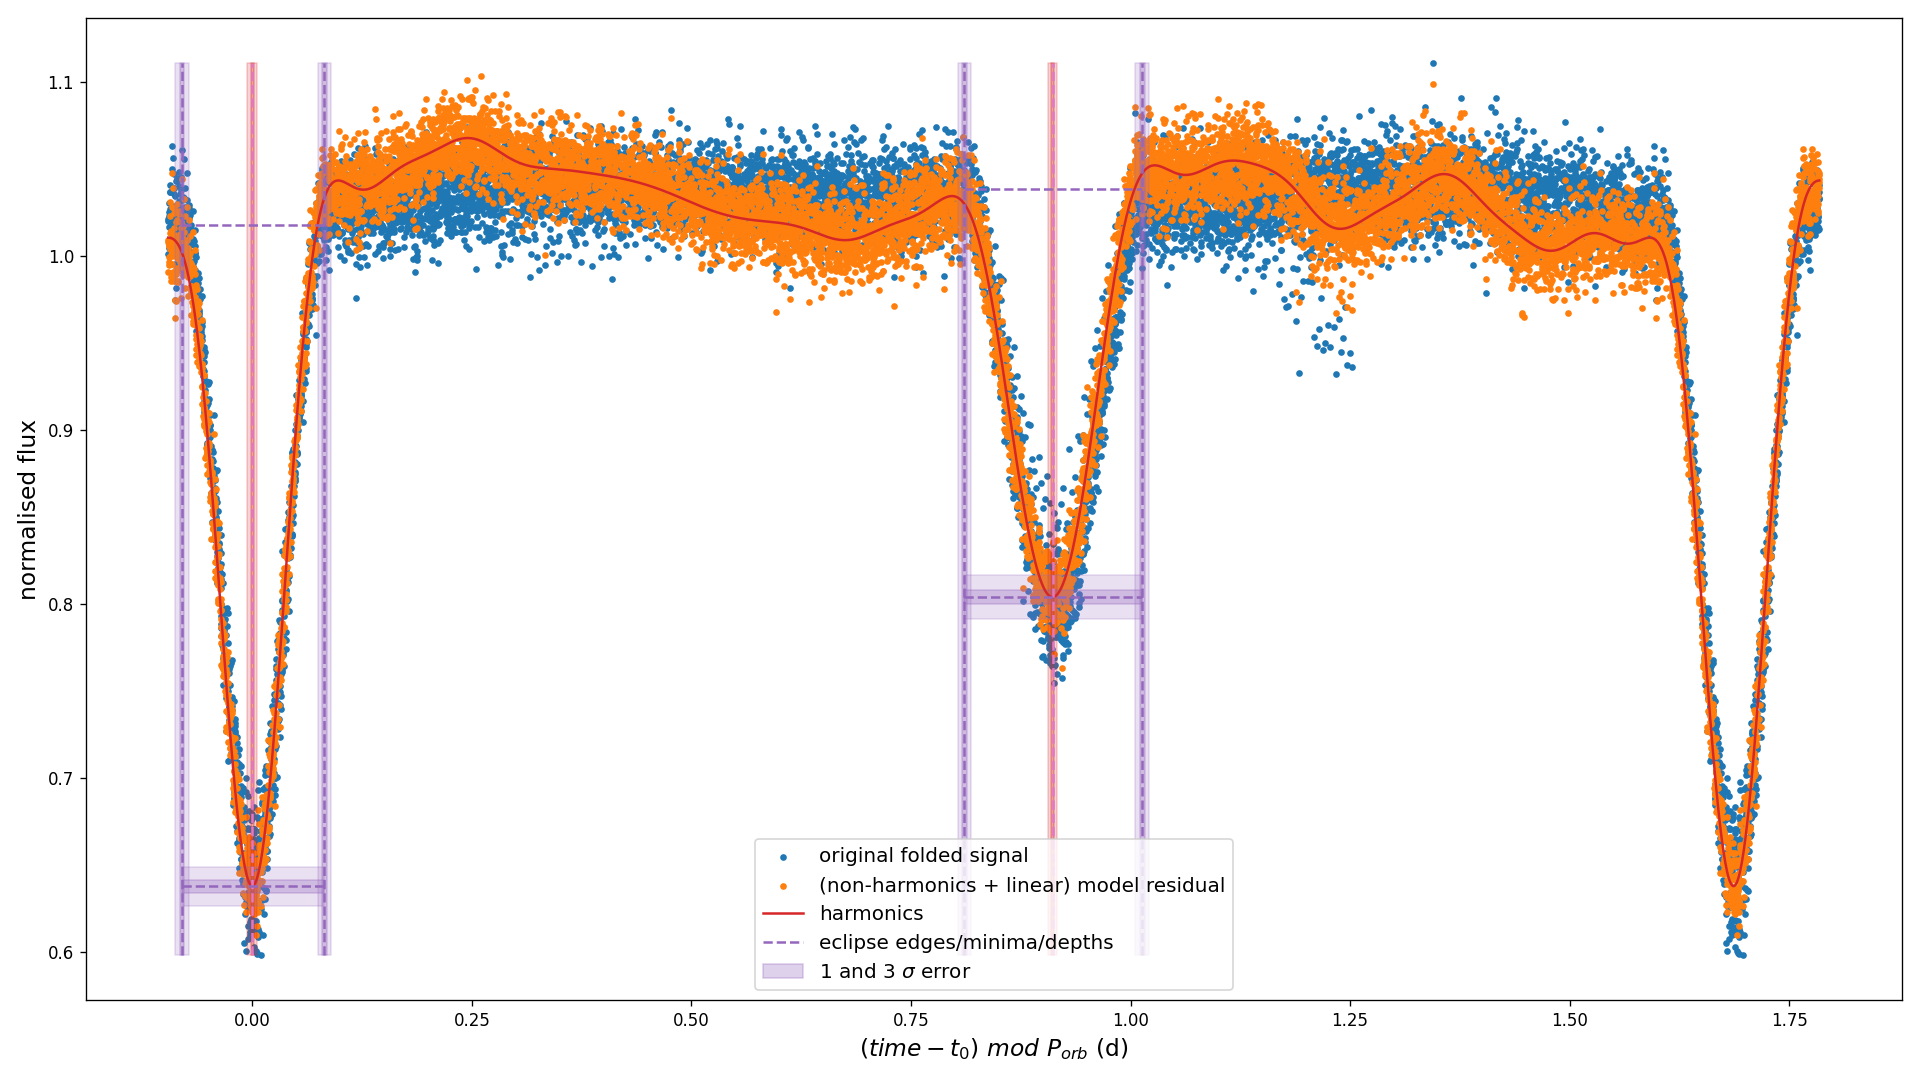 normalised flux
1.1
1.0
0.9
0.8
0.7
0.6
original folded signal
(non-harmonics + linear) model residual
harmonics
eclipse edges/minima/depths
1 and 3 σ error
0.00 0.25 0.50 0.75 1.00 1.25 1.50 1.75
(time − t₀) mod P_orb (d)